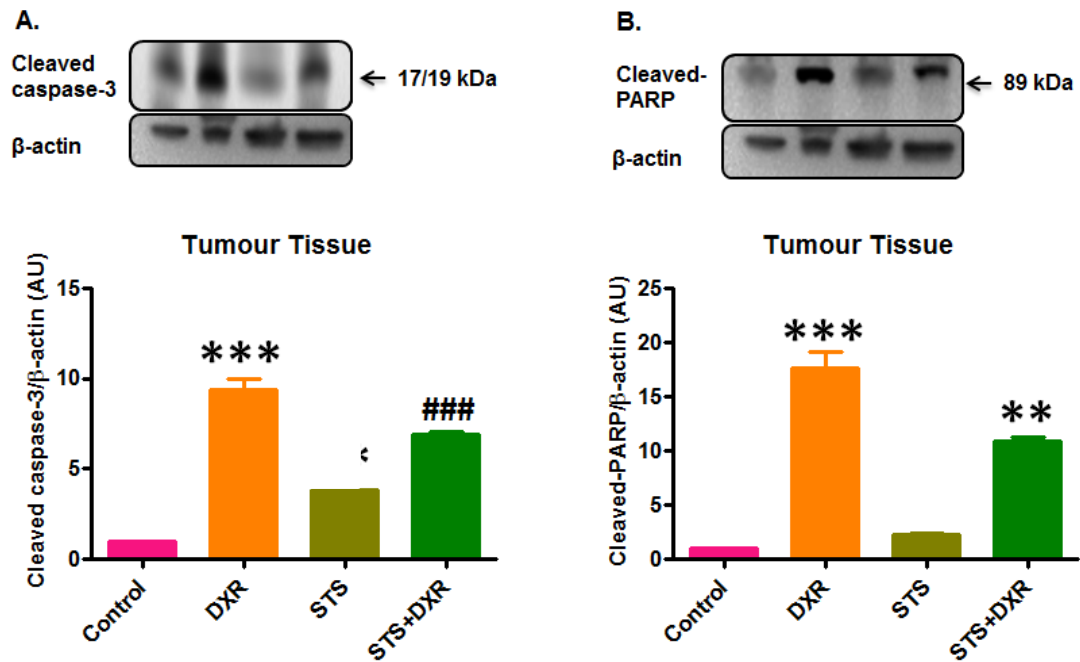 A.
Cleaved
caspase-3
17/19 kDa
β-actin
Tumour Tissue
Cleaved caspase-3/β-actin (AU)
15
10
5
0
***
*
###
Control
DXR
STS
STS+DXR
B.
Cleaved-
PARP
89 kDa
β-actin
Tumour Tissue
Cleaved-PARP/β-actin (AU)
25
20
15
10
5
0
***
**
Control
DXR
STS
STS+DXR